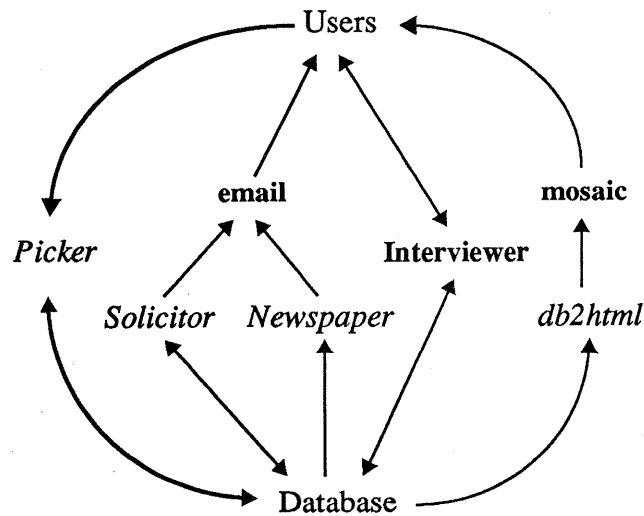 Users
email
mosaic
Picker
Interviewer
Solicitor
Newspaper
db2html
Database